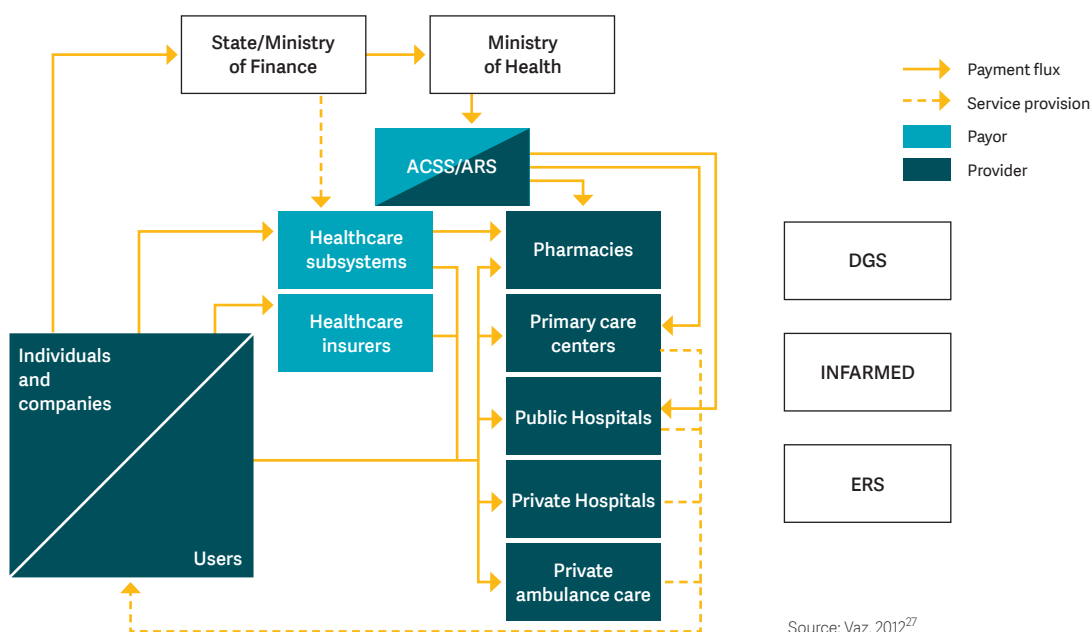 State/Ministry
of Finance
Ministry
of Health
Payment flux
Service provision
Payor
Provider
ACSS/ARS
Healthcare
subsystems
Pharmacies
DGS
Healthcare
insurers
Primary care
centers
Individuals
and
companies
INFARMED
Public Hospitals
ERS
Private Hospitals
Users
Private
ambulance care
Source: Vaz, 2012²⁷